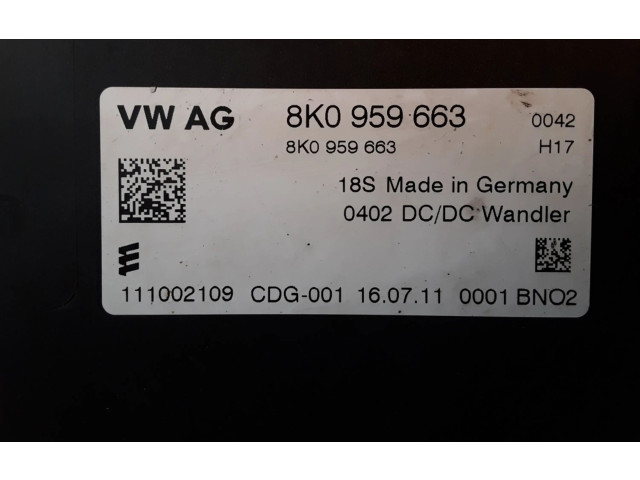 VW AG 8K0 959 663 0042
8K0 959 663 H17
18S Made in Germany
0402 DC/DC Wandler
111002109 CDG-001 16.07.11 0001 BNO2